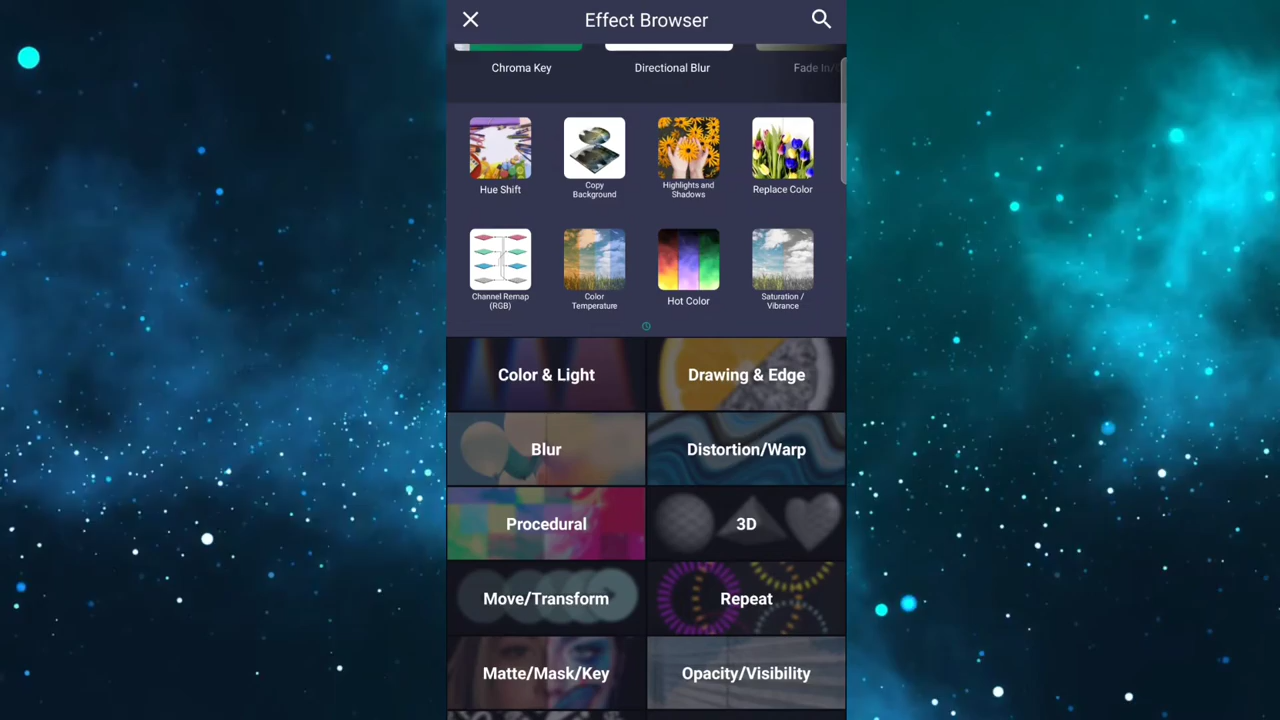 Effect Browser
Chroma Key
Directional Blur
Fade In/
Hue Shift
Copy
Background
Highlights and
Shadows
Replace Color
Channel Remap
(RGB)
Color
Temperature
Hot Color
Saturation /
Vibrance
Color & Light
Drawing & Edge
Blur
Distortion/Warp
Procedural
3D
Move/Transform
Repeat
Matte/Mask/Key
Opacity/Visibility